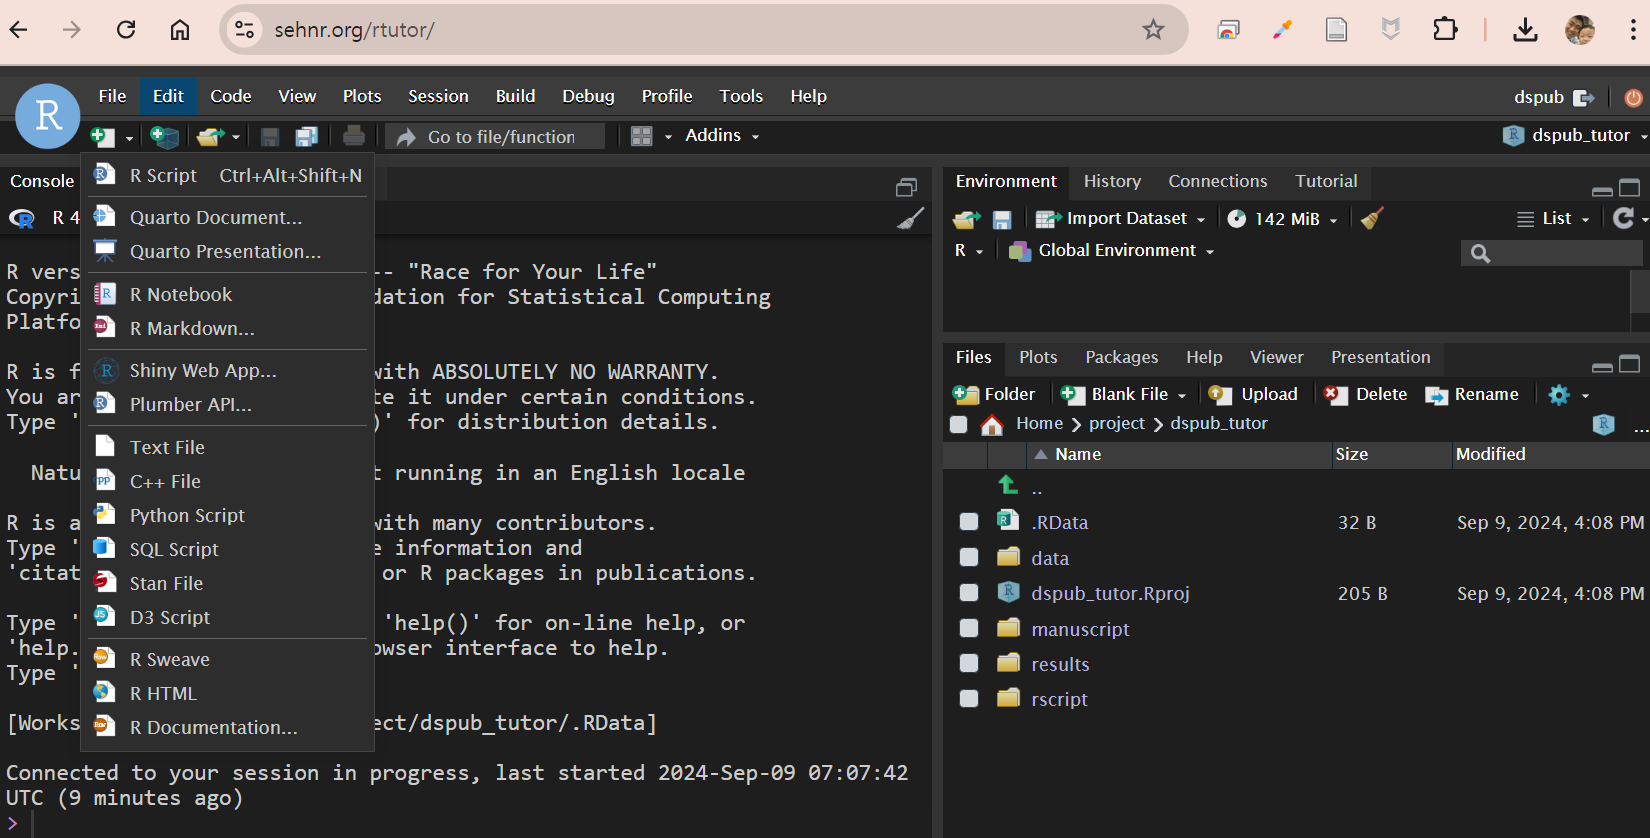 sehnr.org/rtutor/
R
File Edit Code View Plots Session Build Debug Profile Tools Help
dspub
Go to file/function
Addins
dspub_tutor
Console
R 4
R Script Ctrl+Alt+Shift+N
Quarto Document...
Quarto Presentation...
R Notebook
R Markdown...
Shiny Web App...
Plumber API...
Text File
C++ File
Python Script
SQL Script
Stan File
D3 Script
R Sweave
R HTML
R Documentation...
R vers -- "Race for Your Life"
Copyri dation for Statistical Computing
Platfo
R is f with ABSOLUTELY NO WARRANTY.
You ar te it under certain conditions.
Type ' )' for distribution details.
Natu t running in an English locale
R is a with many contributors.
Type ' e information and
'citat or R packages in publications.
Type ' 'help()' for on-line help, or
'help. owser interface to help.
Type '
[Works ect/dspub_tutor/.RData]
Connected to your session in progress, last started 2024-Sep-09 07:07:42
UTC (9 minutes ago)
>
Environment History Connections Tutorial
Import Dataset 142 MiB List
R Global Environment
Files Plots Packages Help Viewer Presentation
Folder Blank File Upload Delete Rename
Home project dspub_tutor ...
Name Size Modified
..
.RData 32 B Sep 9, 2024, 4:08 PM
data
dspub_tutor.Rproj 205 B Sep 9, 2024, 4:08 PM
manuscript
results
rscript